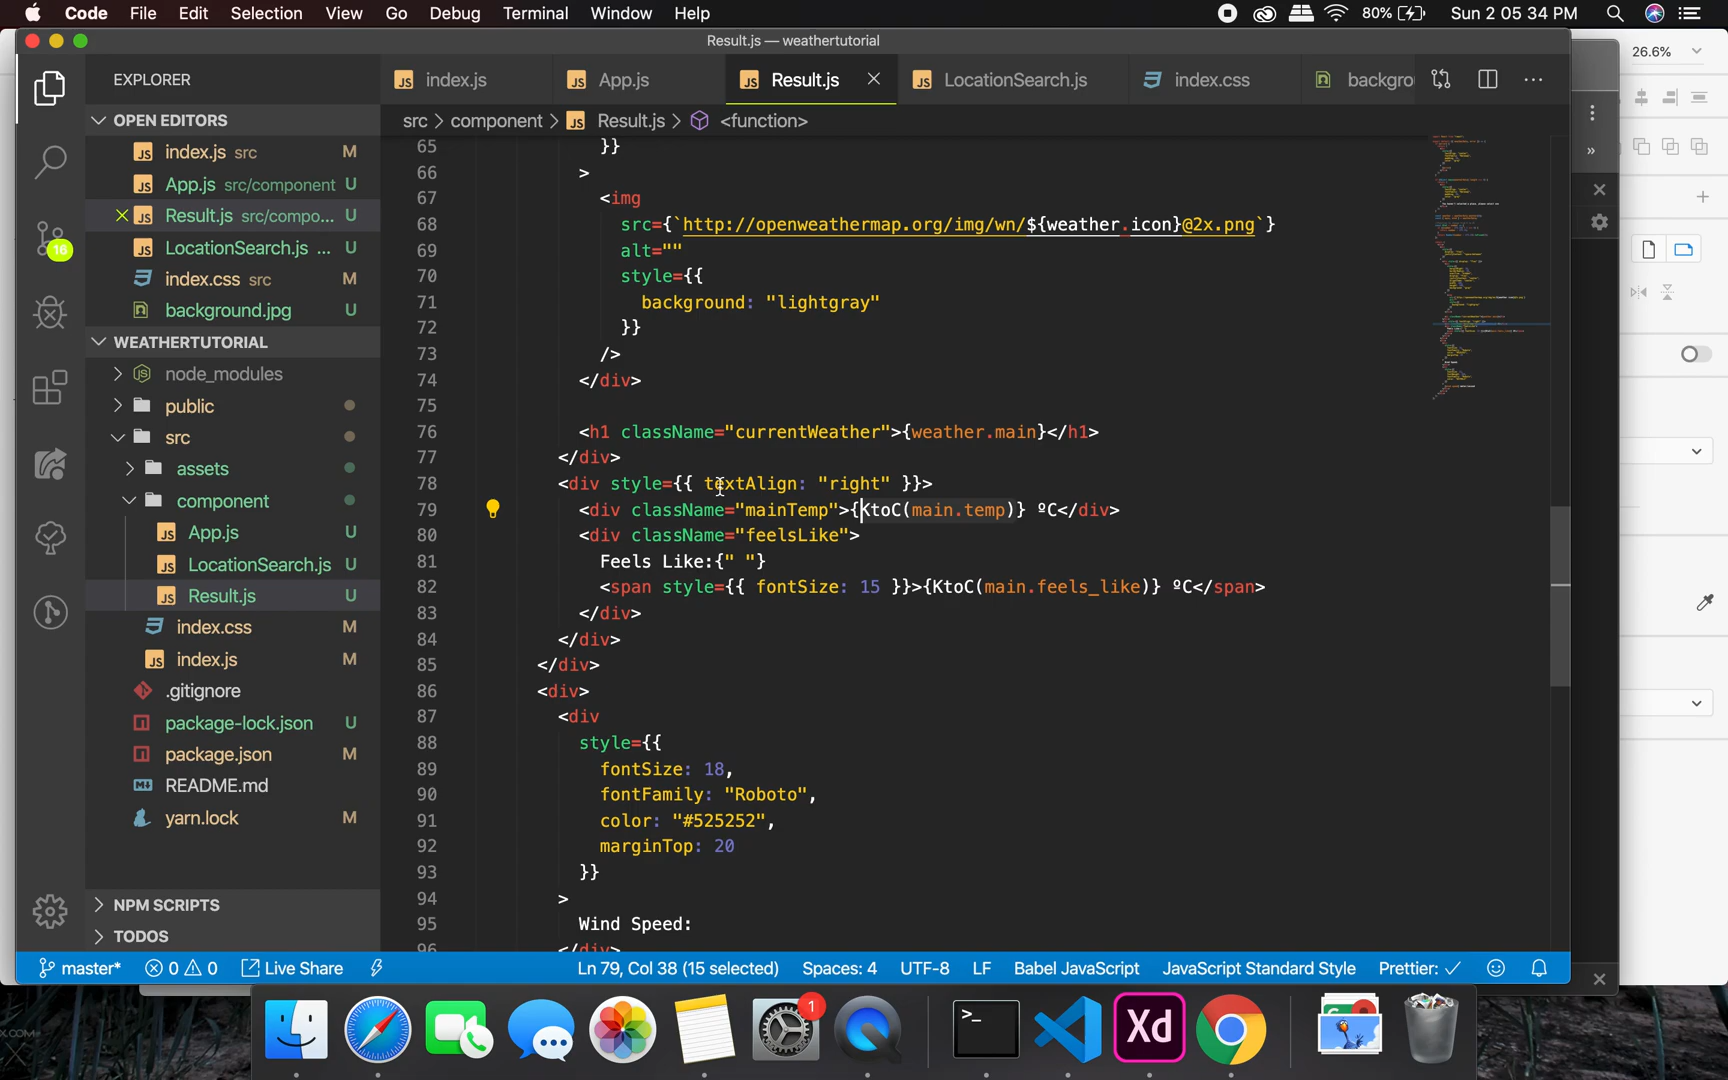 Code File Edit Selection View Go Debug Terminal Window Help
80% Sun 2 05 34 PM
Result.js — weathertutorial
26.6%
EXPLORER
index.js App.js Result.js LocationSearch.js index.css backgro
src > component > Result.js > <function>
OPEN EDITORS
index.js src M
App.js src/component U
Result.js src/compo... U
LocationSearch.js ... U
index.css src M
background.jpg U
WEATHERTUTORIAL
node_modules
public
src
assets
component
App.js U
LocationSearch.js U
Result.js U
index.css M
index.js M
.gitignore
package-lock.json U
package.json M
README.md
yarn.lock M
NPM SCRIPTS
TODOS
16
65 }}
66 >
67 <img
68 src={`http://openweathermap.org/img/wn/${weather.icon}@2x.png`}
69 alt=""
70 style={{
71 background: "lightgray"
72 }}
73 />
74 </div>
75
76 <h1 className="currentWeather">{weather.main}</h1>
77 </div>
78 <div style={{ textAlign: "right" }}>
79 <div className="mainTemp">{KtoC(main.temp)} ºC</div>
80 <div className="feelsLike">
81 Feels Like:{" "}
82 <span style={{ fontSize: 15 }}>{KtoC(main.feels_like)} ºC</span>
83 </div>
84 </div>
85 </div>
86 <div>
87 <div
88 style={{
89 fontSize: 18,
90 fontFamily: "Roboto",
91 color: "#525252",
92 marginTop: 20
93 }}
94 >
95 Wind Speed:
96 </div>
master* 0 0 Live Share Ln 79, Col 38 (15 selected) Spaces: 4 UTF-8 LF Babel JavaScript JavaScript Standard Style Prettier: ✓
1
Xd